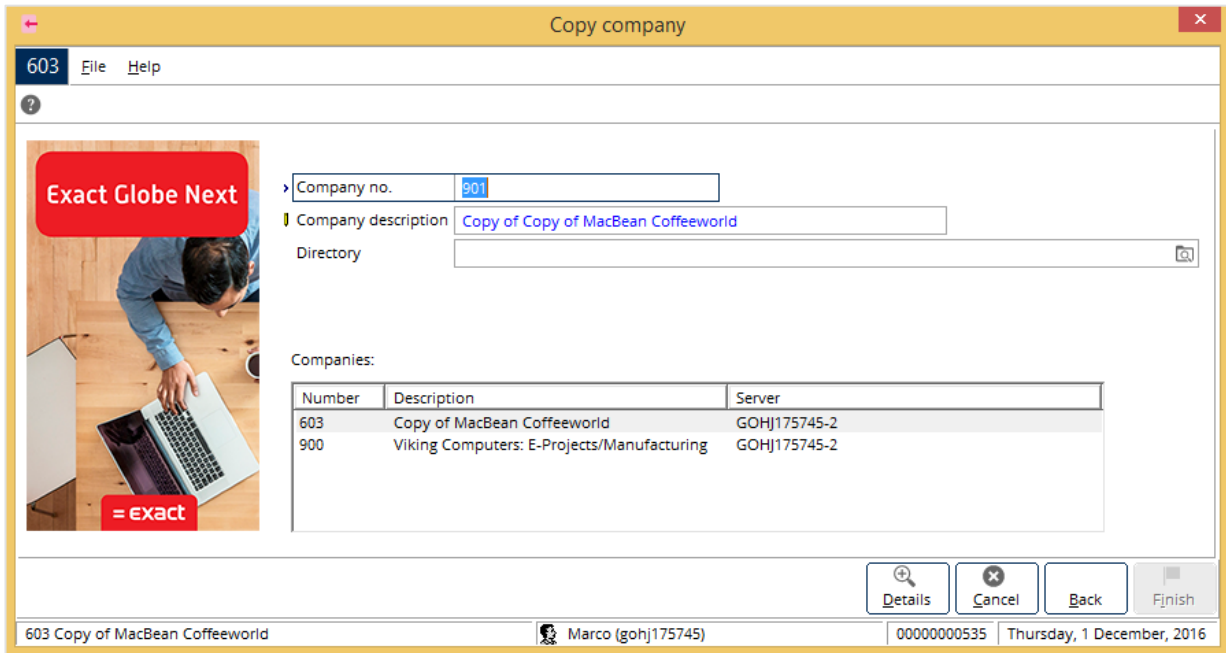 Copy company
603 File Help
Exact Globe Next
Company no. 901
Company description Copy of Copy of MacBean Coffeeworld
Directory
= exact
Companies:
Number Description Server
603 Copy of MacBean Coffeeworld GOHJ175745-2
900 Viking Computers: E-Projects/Manufacturing GOHJ175745-2
Details Cancel Back Finish
603 Copy of MacBean Coffeeworld Marco (gohj175745) 00000000535 Thursday, 1 December, 2016